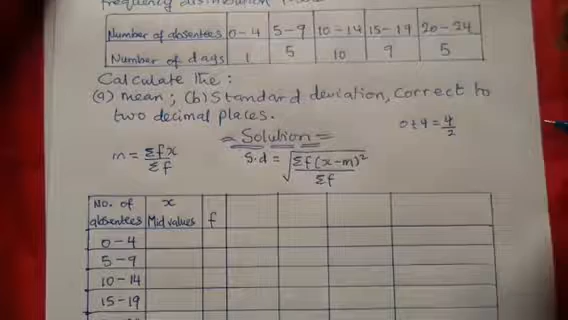 Frequency distribution
Number of absentees 0-4 5-9 10-14 15-19 20-24
Number of days 1 5 10 9 5
Calculate the:
(a) mean; (b) Standard deviation, correct to
two decimal places.
0+4=4/2
Solution
m = Σfx/Σf
S.d = √Σf(x-m)²/Σf
No. of absentees x Mid values f
0-4
5-9
10-14
15-19